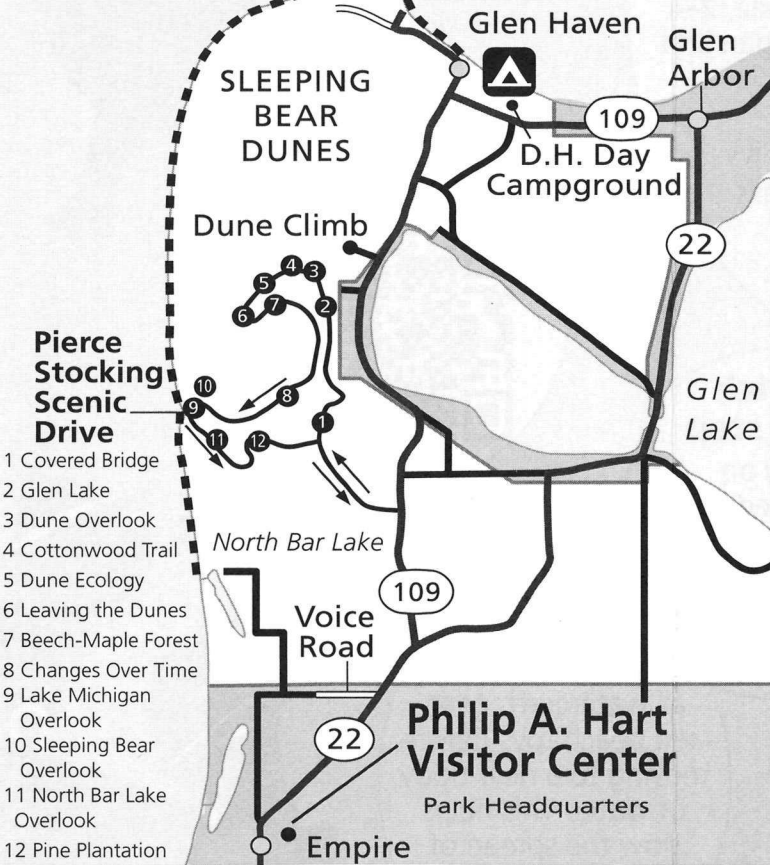 Glen Haven
Glen
Arbor
SLEEPING
BEAR
DUNES
109
D.H. Day
Campground
Dune Climb
22
4
3
5
7
2
6
Pierce
Stocking
Scenic
Drive
10
8
9
1
11
12
Glen
Lake
1 Covered Bridge
2 Glen Lake
3 Dune Overlook
4 Cottonwood Trail
5 Dune Ecology
6 Leaving the Dunes
7 Beech-Maple Forest
8 Changes Over Time
9 Lake Michigan
Overlook
10 Sleeping Bear
Overlook
11 North Bar Lake
Overlook
12 Pine Plantation
North Bar Lake
109
Voice
Road
22
Philip A. Hart
Visitor Center
Park Headquarters
Empire